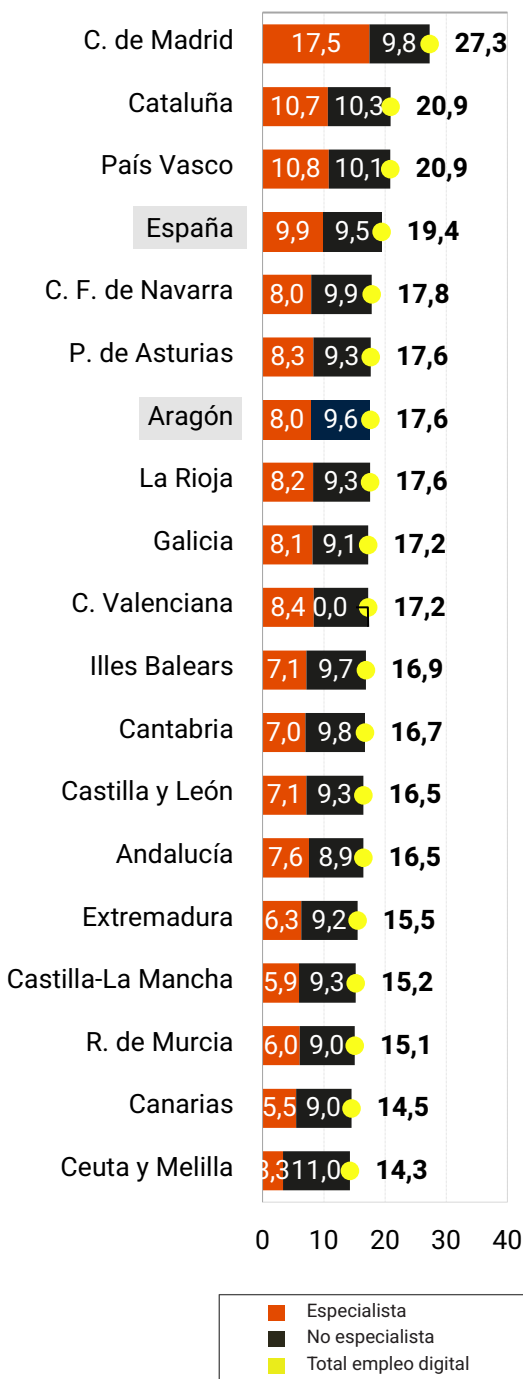 C. de Madrid 17,5 9,8 27,3
Cataluña 10,7 10,3 20,9
País Vasco 10,8 10,1 20,9
España 9,9 9,5 19,4
C. F. de Navarra 8,0 9,9 17,8
P. de Asturias 8,3 9,3 17,6
Aragón 8,0 9,6 17,6
La Rioja 8,2 9,3 17,6
Galicia 8,1 9,1 17,2
C. Valenciana 8,4 0,0 17,2
Illes Balears 7,1 9,7 16,9
Cantabria 7,0 9,8 16,7
Castilla y León 7,1 9,3 16,5
Andalucía 7,6 8,9 16,5
Extremadura 6,3 9,2 15,5
Castilla-La Mancha 5,9 9,3 15,2
R. de Murcia 6,0 9,0 15,1
Canarias 5,5 9,0 14,5
Ceuta y Melilla 3,3 11,0 14,3
0 10 20 30 40
Especialista
No especialista
Total empleo digital